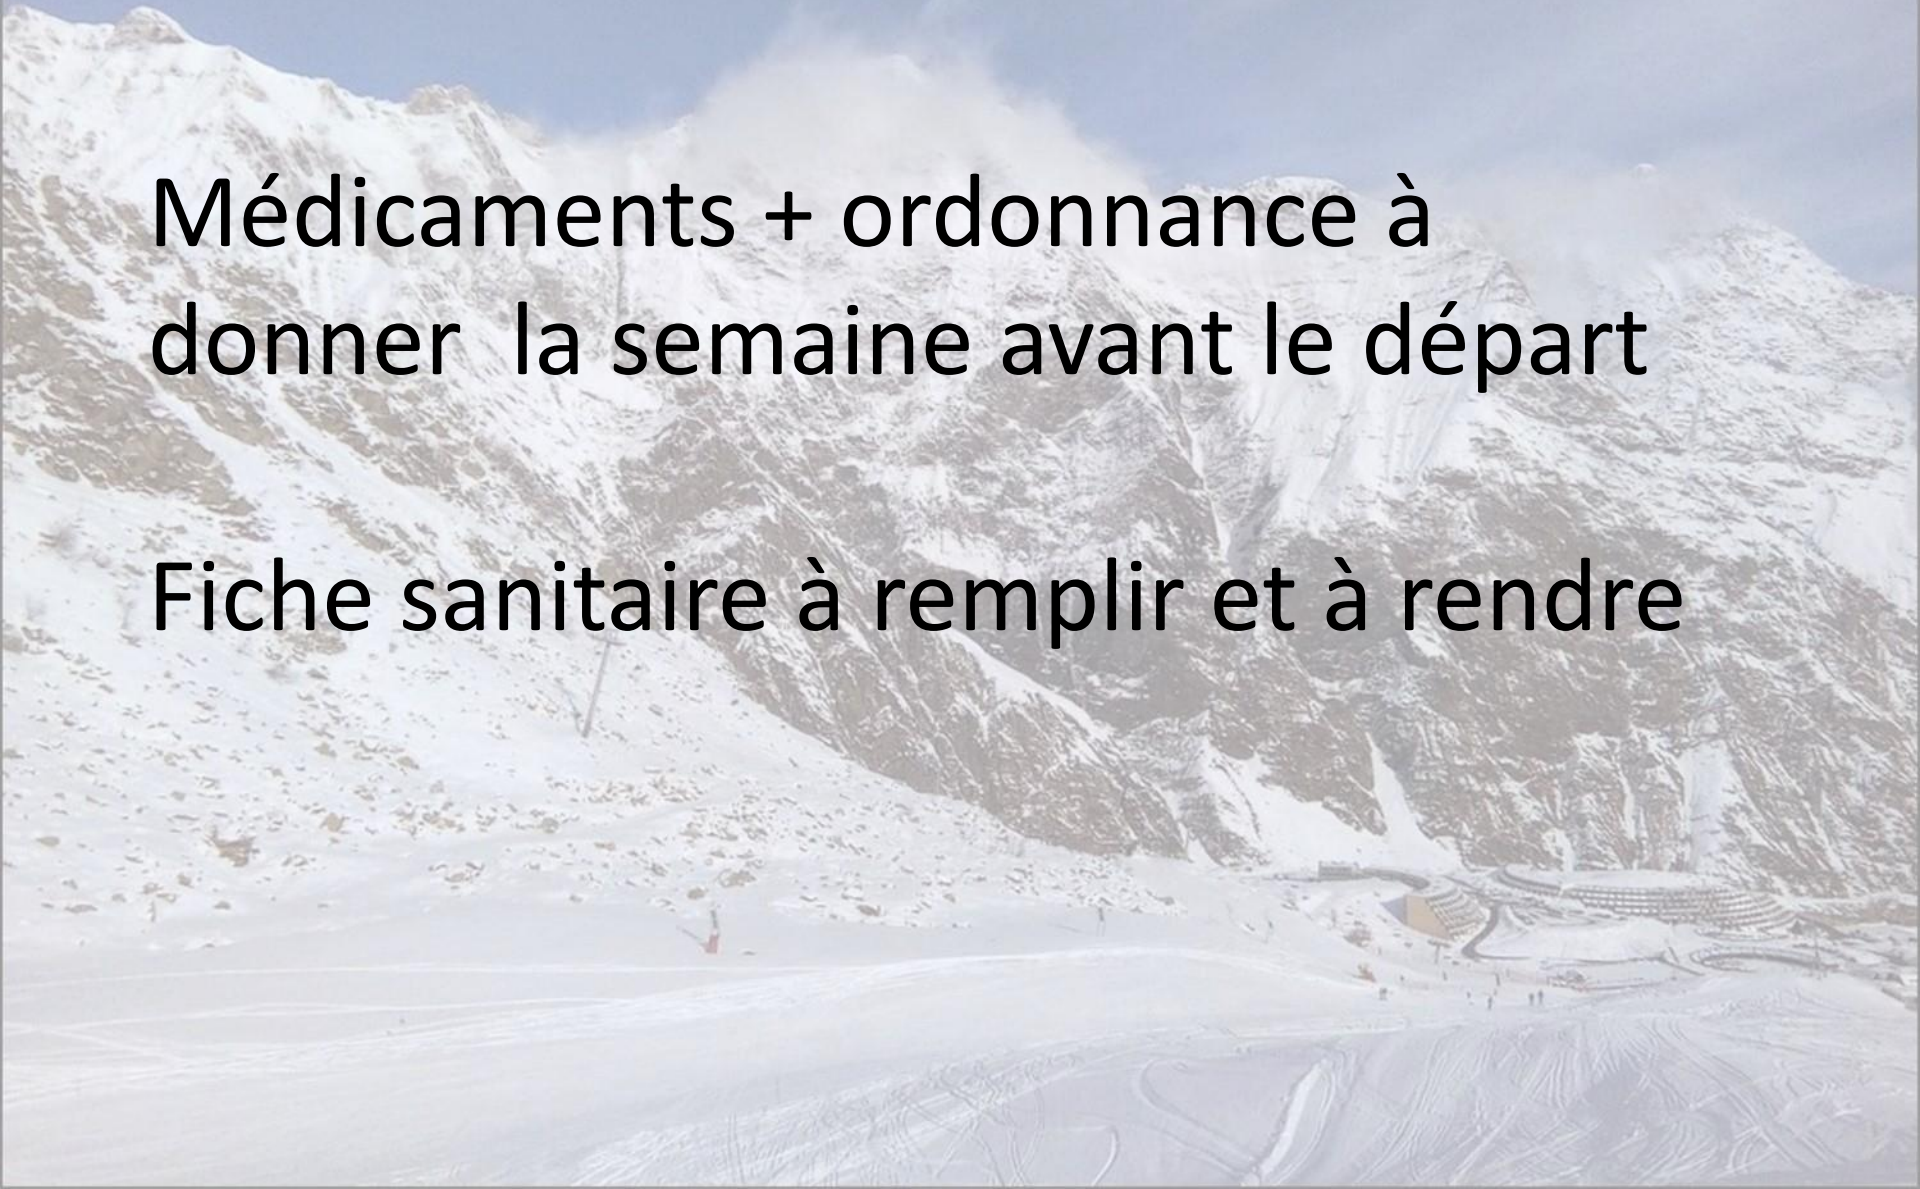 Médicaments + ordonnance à
donner  la semaine avant le départ
Fiche sanitaire à remplir et à rendre